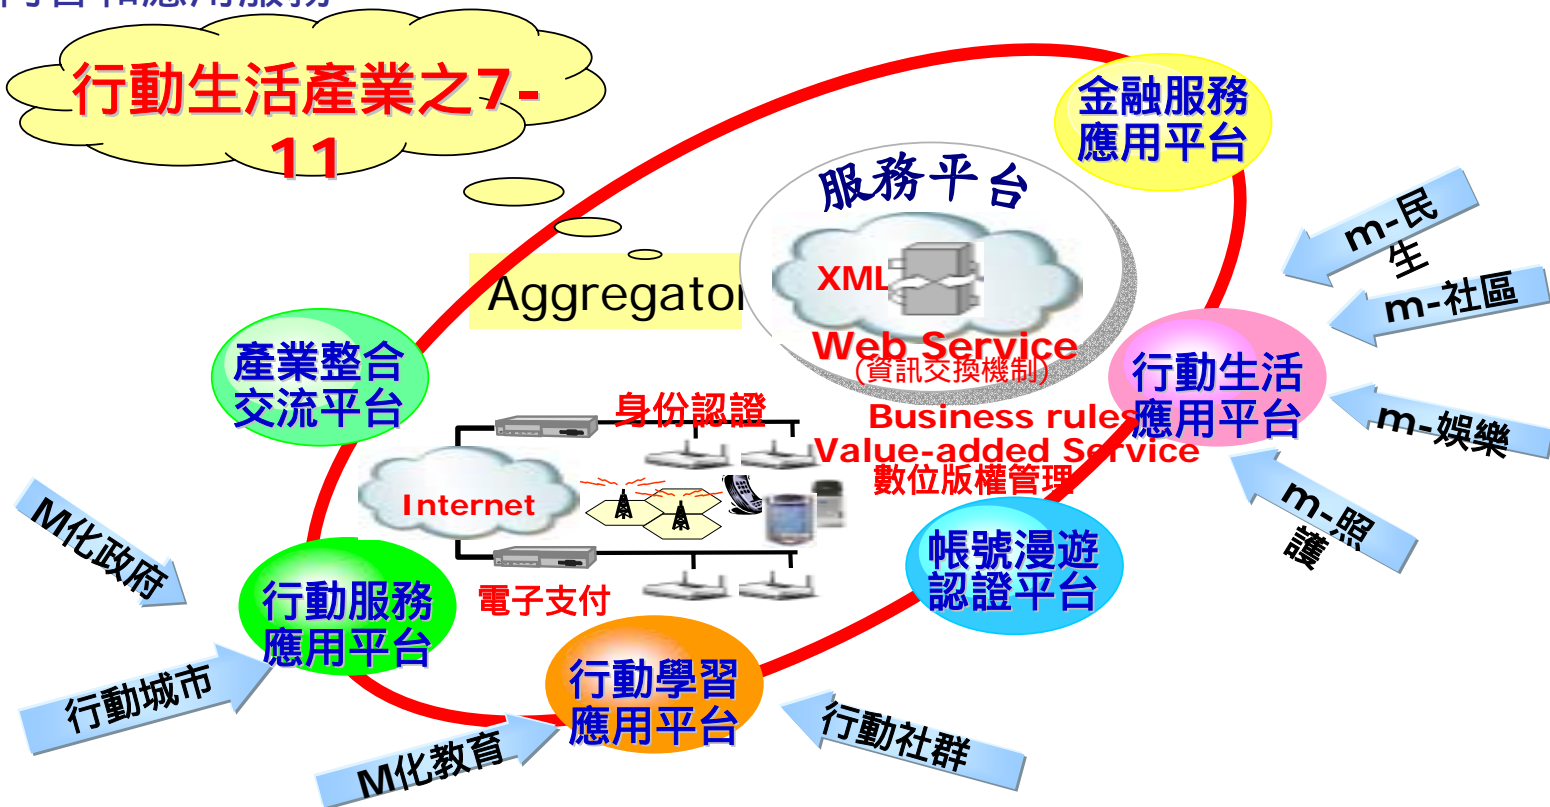 行動生活產業之7-
11
金融服務
應用平台
服務平台
XML
Aggregator
Web Service
(資訊交換機制)
m-民
生
m-社區
產業整合
交流平台
行動生活
應用平台
身份認證
Business rules
Value-added Service
數位版權管理
m-娛樂
Internet
m-照
護
M化政府
帳號漫遊
認證平台
行動服務
應用平台
電子支付
行動城市
行動學習
應用平台
行動社群
M化教育